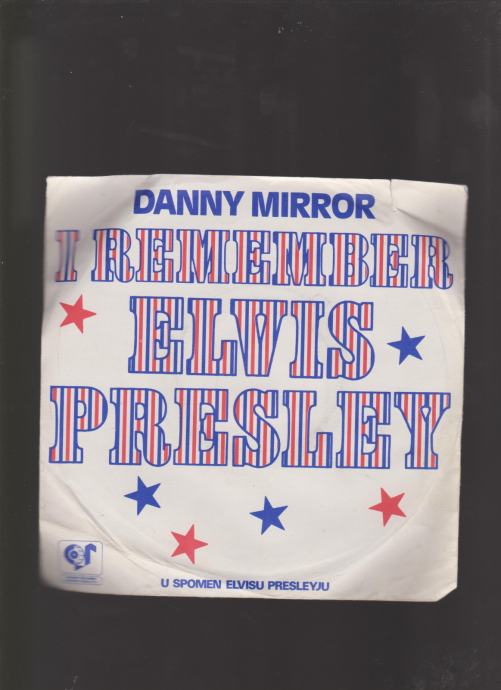 DANNY MIRROR
I REMEMBER
ELVIS
PRESLEY
U SPOMEN ELVISU PRESLEYJU